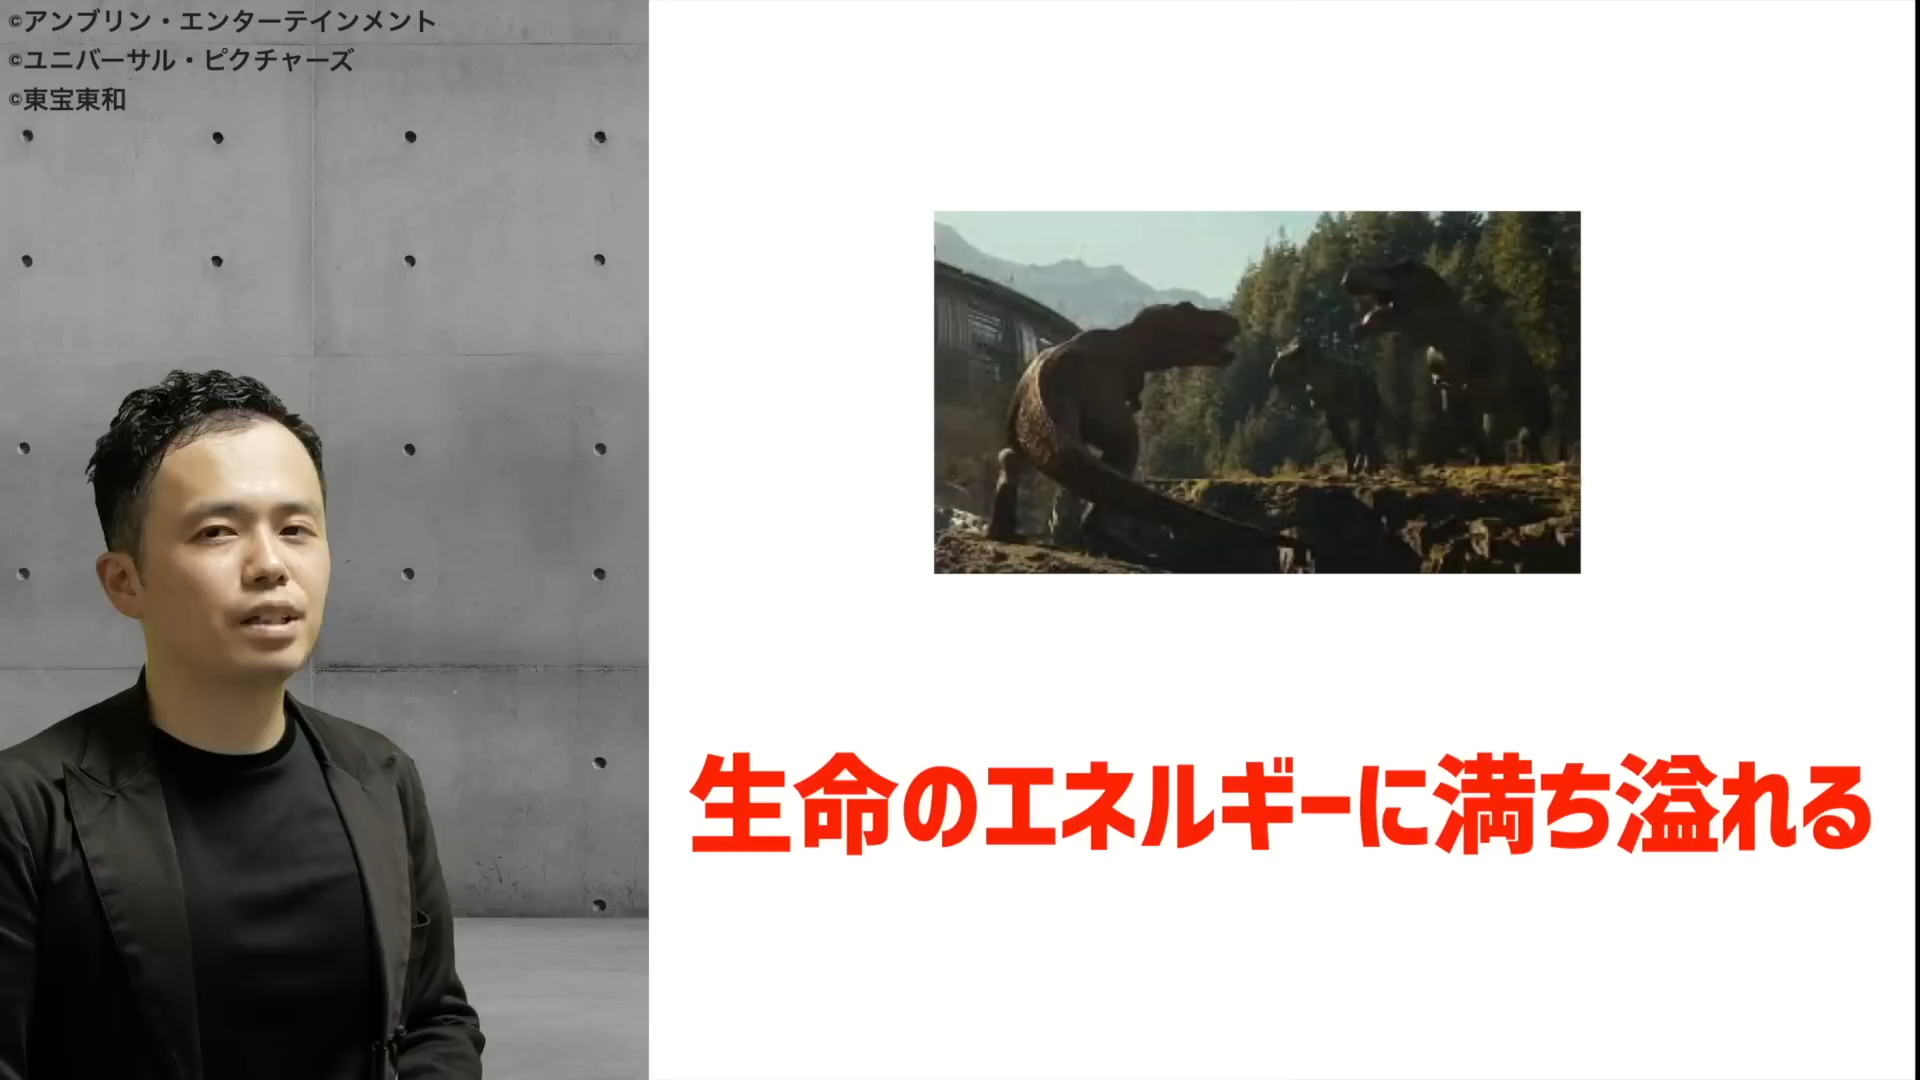 ©アンブリン・エンターテインメント
©ユニバーサル・ピクチャーズ
©東宝東和
生命のエネルギーに満ち溢れる